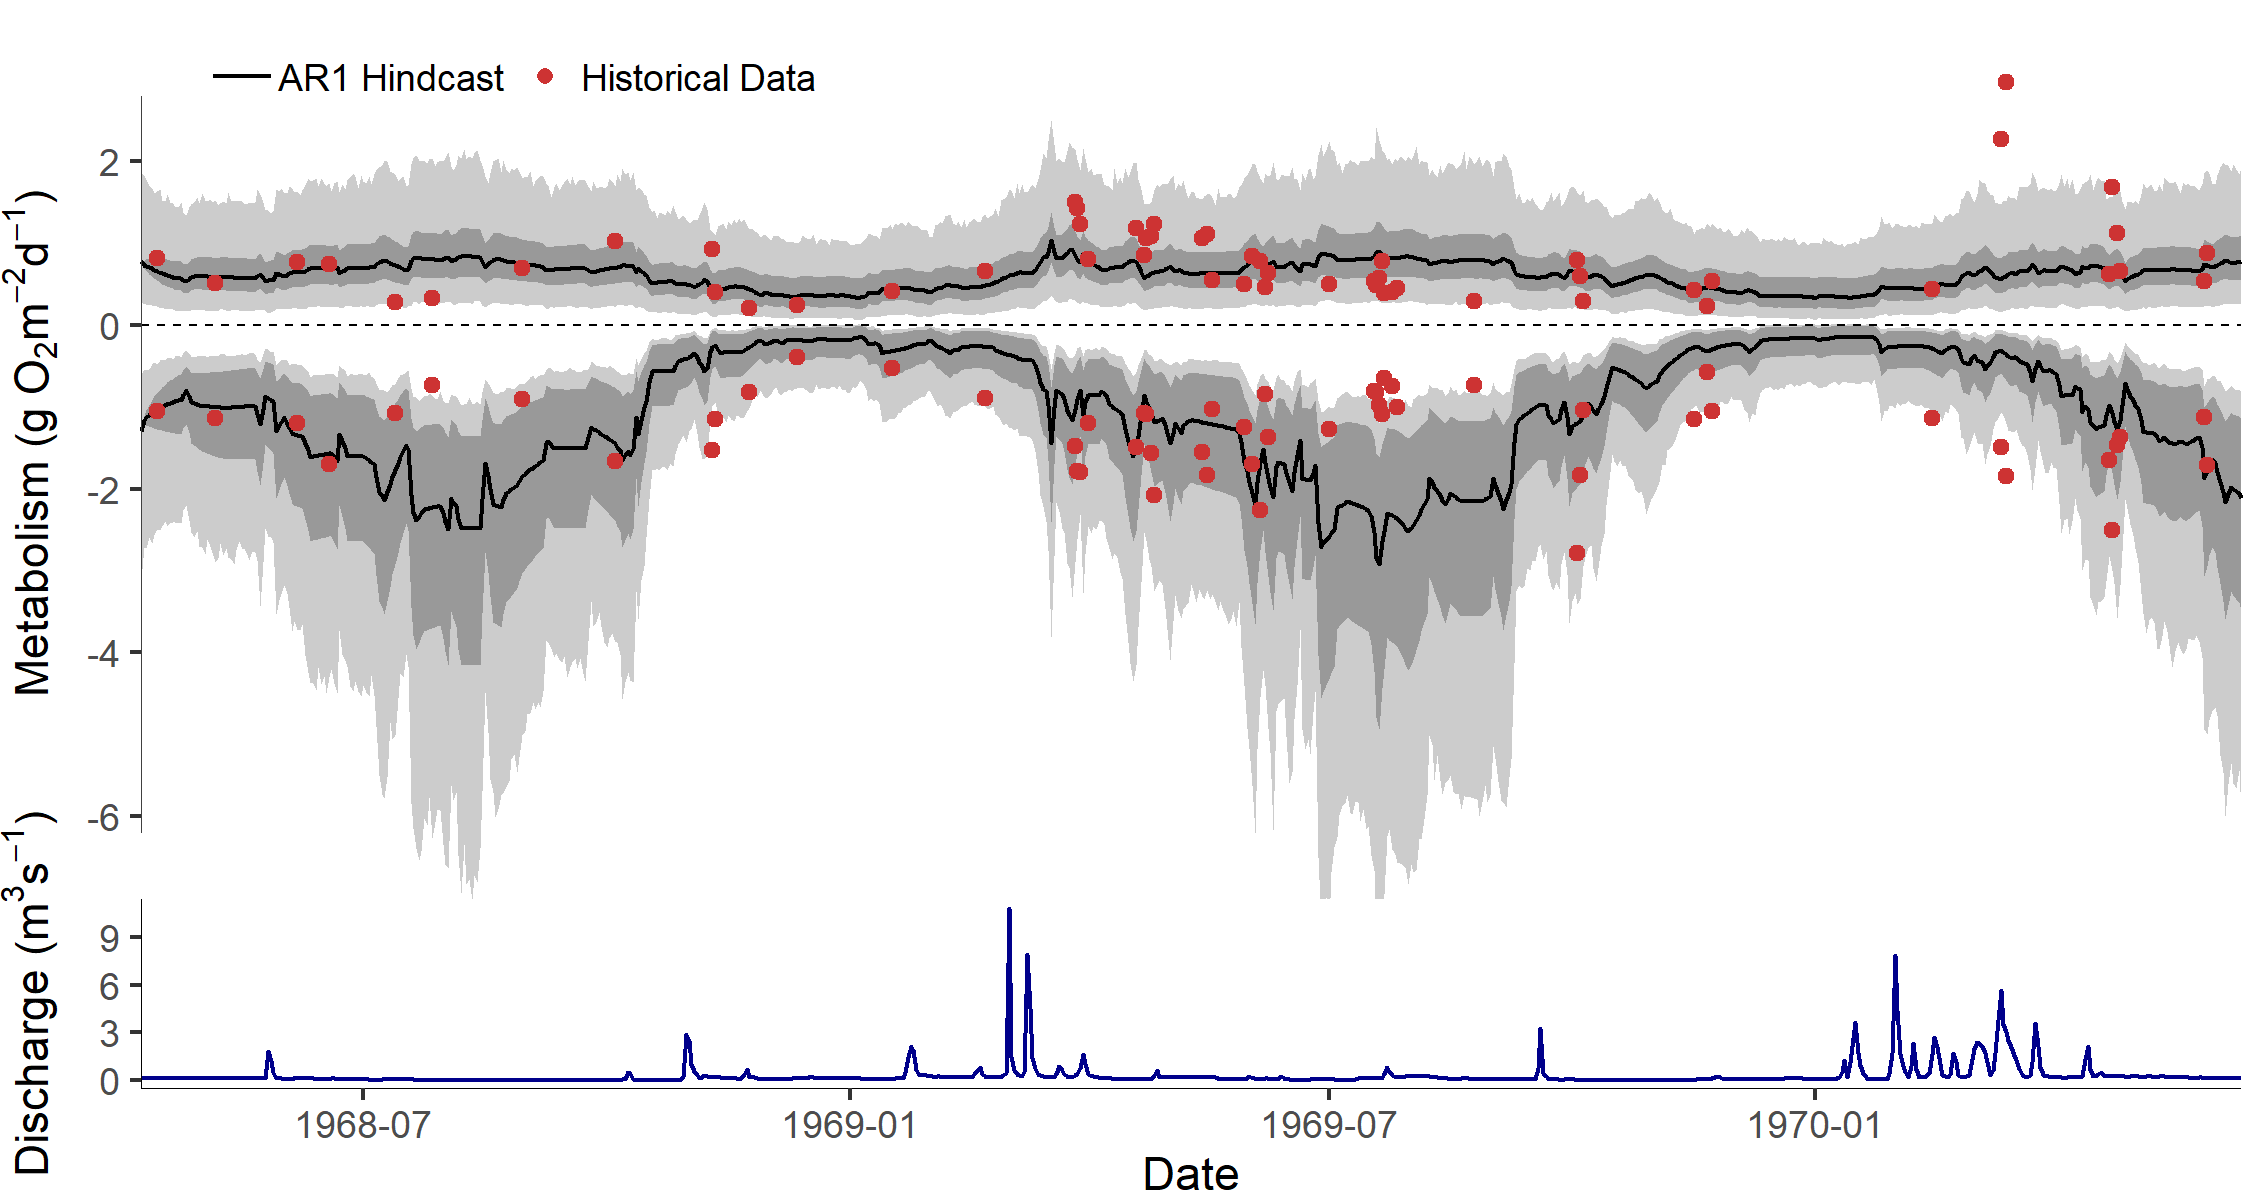 AR1 Hindcast
Historical Data
Metabolism (g O₂m⁻²d⁻¹)
2
0
-2
-4
-6
Discharge (m³s⁻¹)
9
6
3
0
1968-07
1969-01
1969-07
1970-01
Date